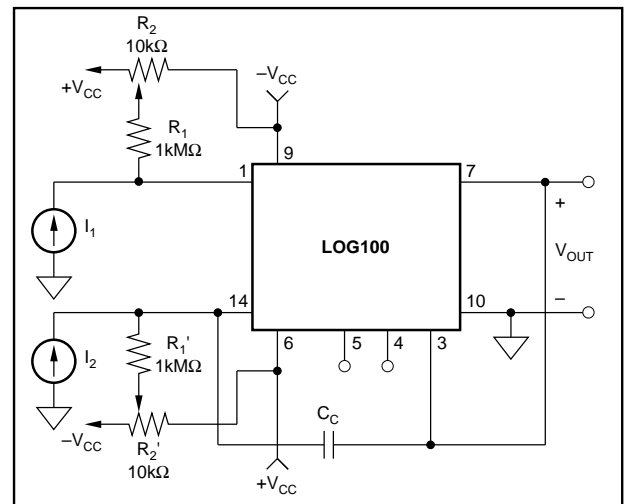 R2
10kΩ
+VCC
–VCC
R1
1kMΩ
9
1
7
I1
+
LOG100
VOUT
14
10
–
R1'
1kMΩ
6
5
4
3
I2
–VCC
R2'
10kΩ
CC
+VCC